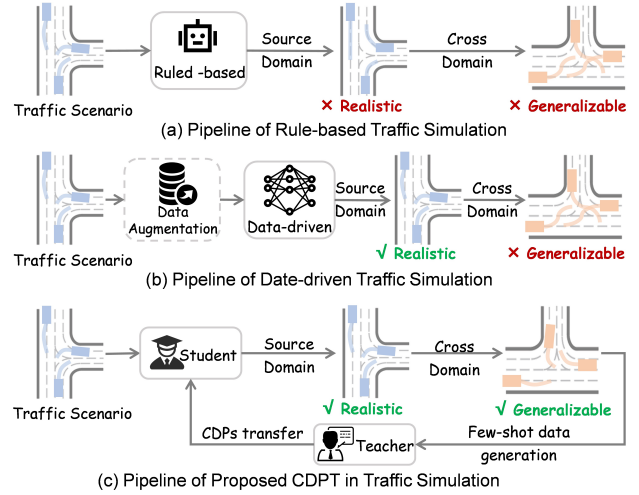 Source Cross
Ruled -based Domain Domain
Traffic Scenario × Realistic × Generalizable
(a) Pipeline of Rule-based Traffic Simulation
Source Cross
Data
Augmentation Data-driven Domain Domain
Traffic Scenario √ Realistic × Generalizable
(b) Pipeline of Date-driven Traffic Simulation
Student Source Cross
Domain Domain
Traffic Scenario √ Realistic √ Generalizable
CDPs transfer Teacher Few-shot data
generation
(c) Pipeline of Proposed CDPT in Traffic Simulation